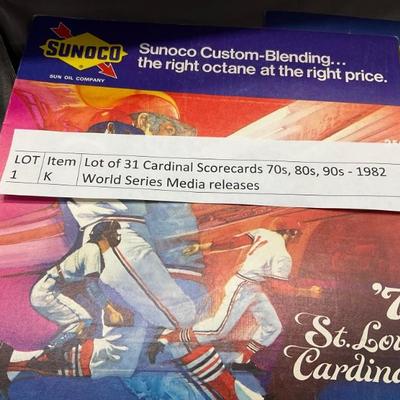 SUNOCO
SUN OIL COMPANY
Sunoco Custom-Blending...
the right octane at the right price.
LOT Item Lot of 31 Cardinal Scorecards 70s, 80s, 90s - 1982
1 K World Series Media releases
St. Lou
Cardina